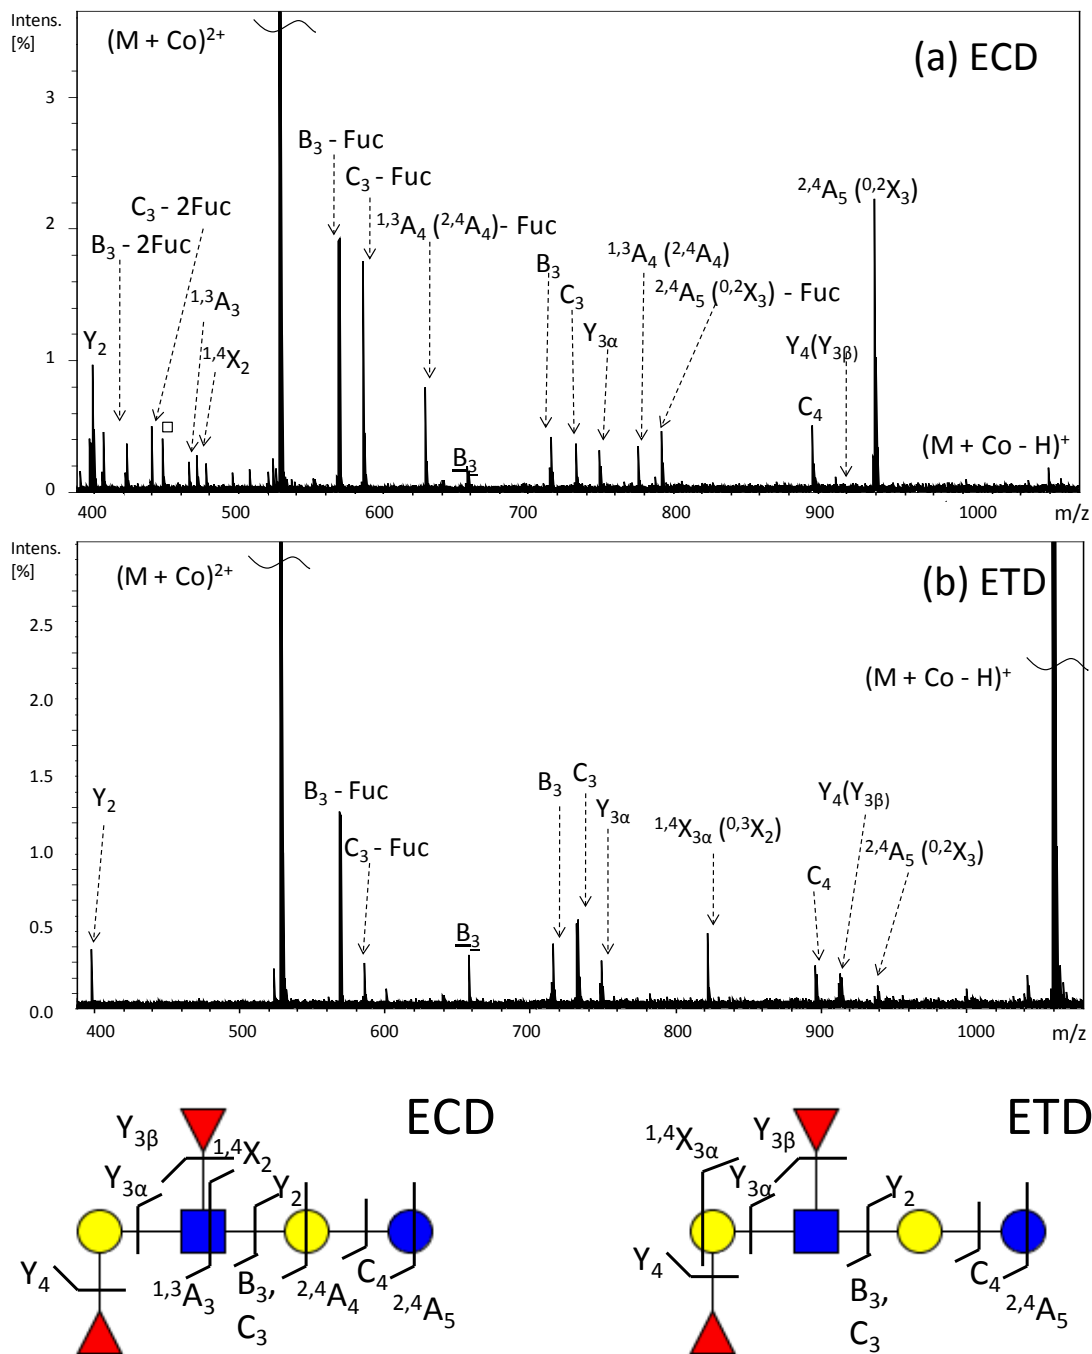 Intens.
[%]
(M + Co)²⁺
(a) ECD
3
2
1
0
B₃ - Fuc
C₃ - Fuc
¹,³A₄ (²,⁴A₄)- Fuc
C₃ - 2Fuc
B₃ - 2Fuc
¹,³A₃
¹,⁴X₂
Y₂
B₃
B₃
C₃
Y₃α
¹,³A₄ (²,⁴A₄)
²,⁴A₅ (⁰,²X₃) - Fuc
²,⁴A₅ (⁰,²X₃)
Y₄(Y₃β)
C₄
(M + Co - H)⁺
400 500 600 700 800 900 1000 m/z
Intens.
[%]
(M + Co)²⁺
(b) ETD
(M + Co - H)⁺
2.5
2.0
1.5
1.0
0.5
0.0
Y₂
B₃ - Fuc
C₃ - Fuc
B₃
B₃
C₃
Y₃α
¹,⁴X₃α (⁰,³X₂)
Y₄(Y₃β)
C₄
²,⁴A₅ (⁰,²X₃)
400 500 600 700 800 900 1000 m/z
ECD
Y₃β
¹,⁴X₂
Y₃α
Y₂
Y₄
¹,³A₃
B₃,
C₃
²,⁴A₄
C₄
²,⁴A₅
ETD
¹,⁴X₃α
Y₃β
Y₃α
Y₂
Y₄
B₃,
C₃
C₄
²,⁴A₅